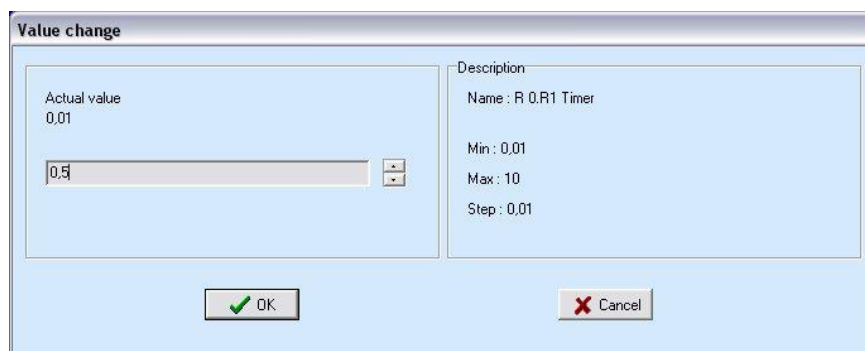 Value change
Actual value
0,01
0,5
Description
Name : R 0.R1 Timer
Min : 0,01
Max : 10
Step : 0,01
OK
Cancel